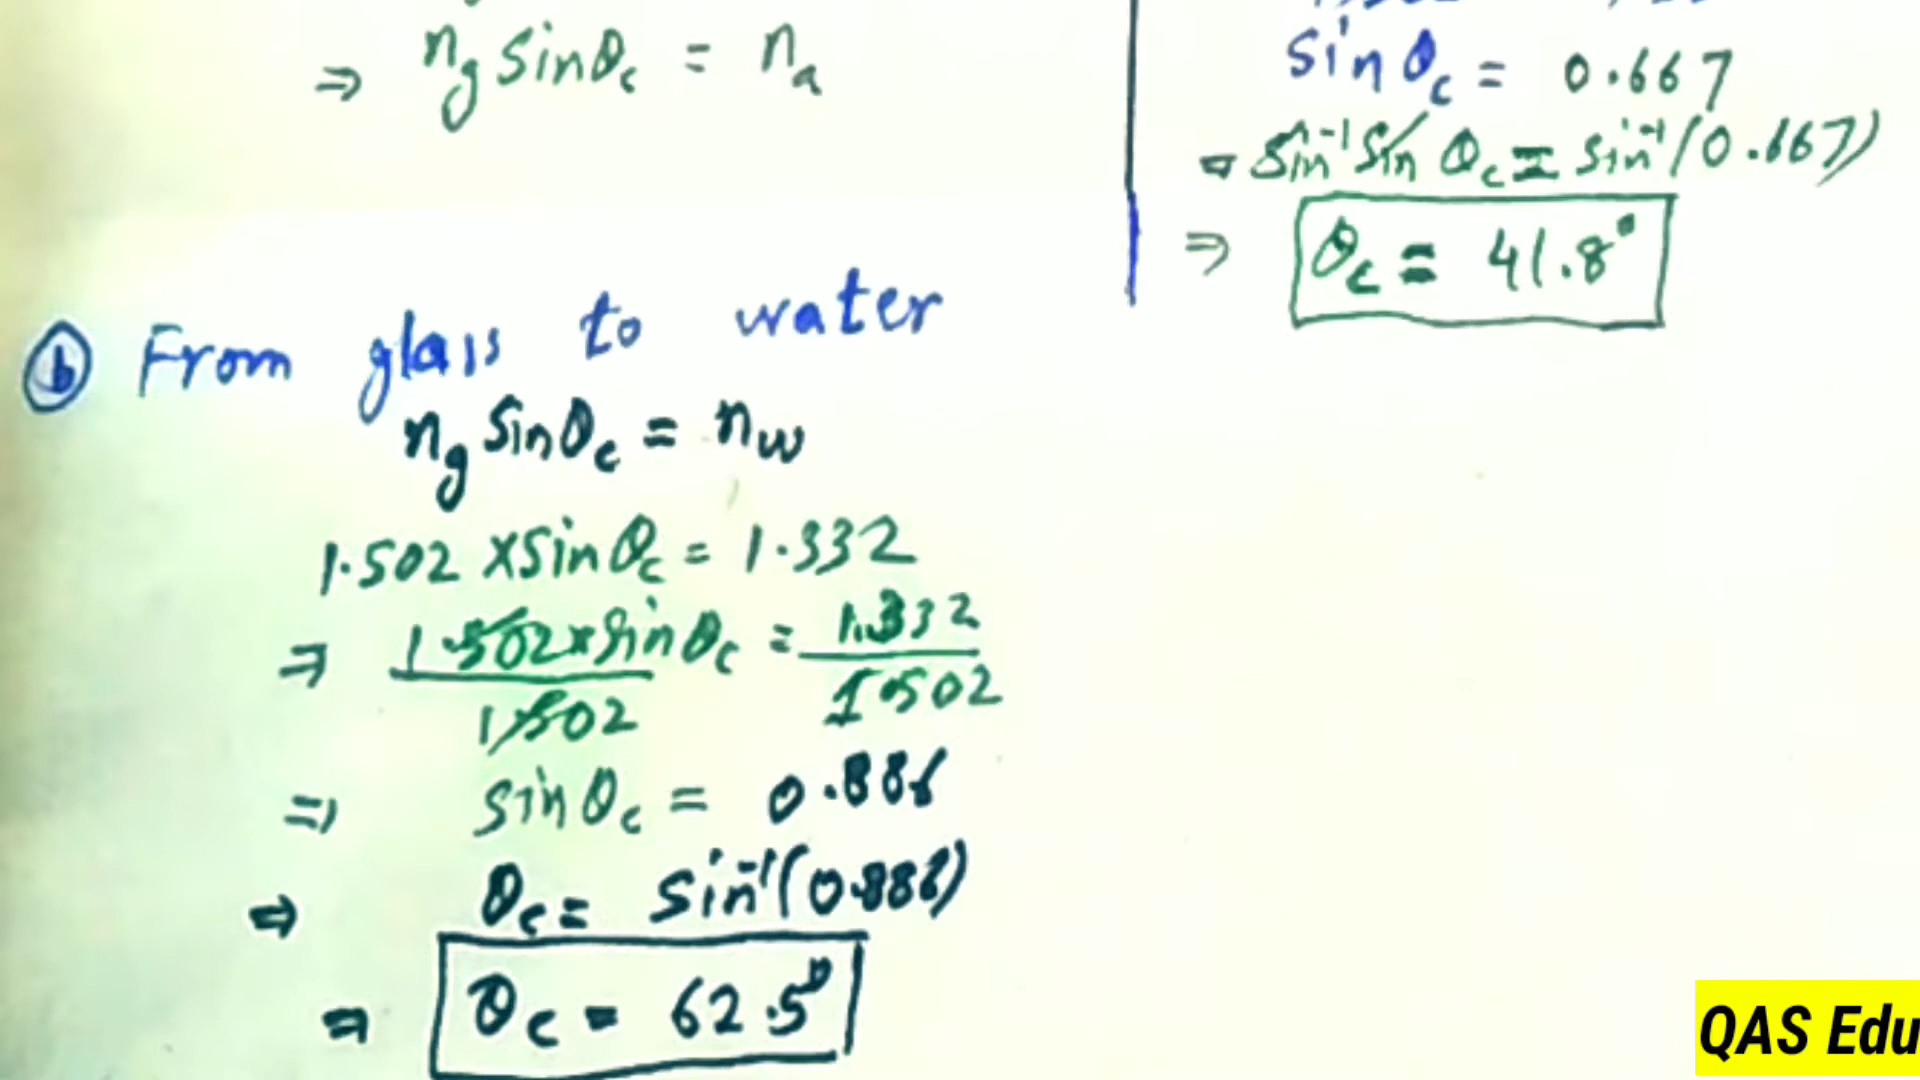 ⇒ n_g sinθ_c = n_a
sinθ_c = 0.667
⇒ sin⁻¹ sin θ_c = sin⁻¹(0.667)
⇒ θ_c = 41.8°
ⓑ From glass to water
n_g sinθ_c = n_w
1.502 × sinθ_c = 1.332
⇒ 1.502 × sinθ_c / 1.502 = 1.332 / 1.502
⇒ sinθ_c = 0.886
⇒ θ_c = sin⁻¹(0.886)
⇒ θ_c = 62.5°
QAS Edu